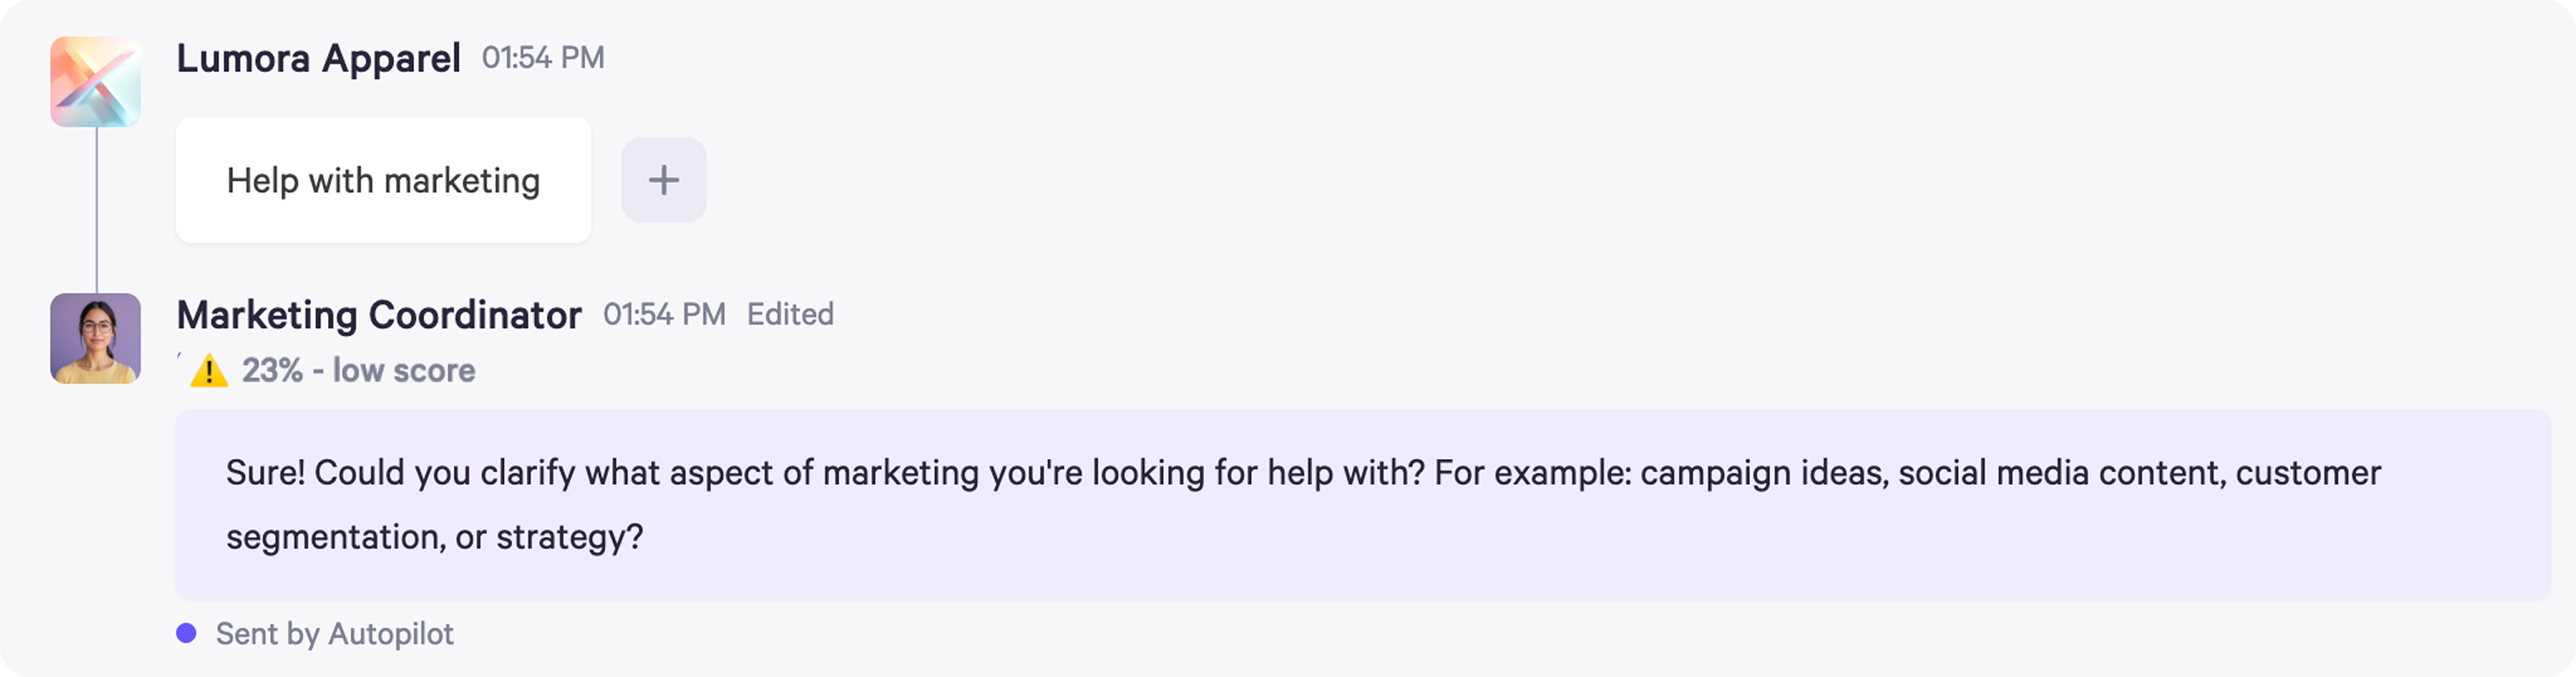 Lumora Apparel 01:54 PM
Help with marketing
+
Marketing Coordinator 01:54 PM Edited
⚠️ 23% - low score
Sure! Could you clarify what aspect of marketing you're looking for help with? For example: campaign ideas, social media content, customer
segmentation, or strategy?
Sent by Autopilot